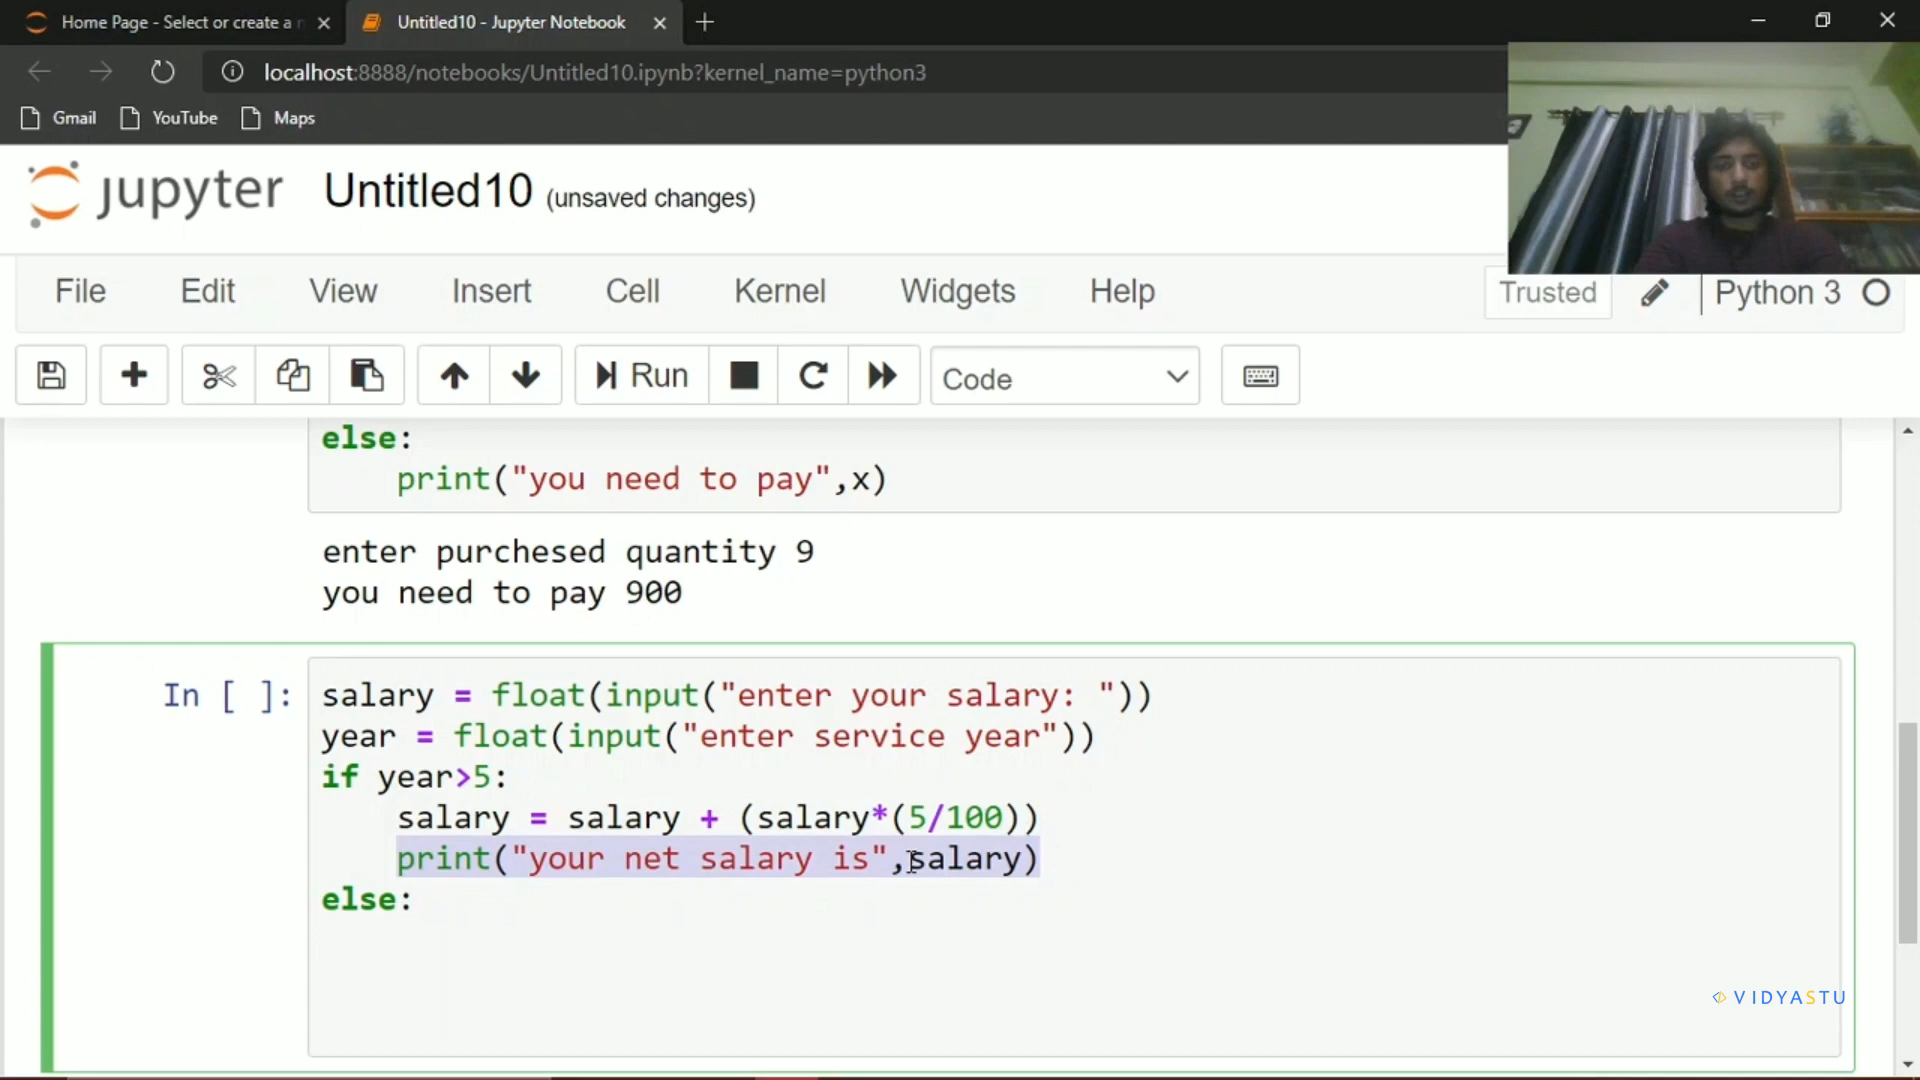 Home Page - Select or create a n
Untitled10 - Jupyter Notebook
localhost:8888/notebooks/Untitled10.ipynb?kernel_name=python3
Gmail YouTube Maps
jupyter Untitled10 (unsaved changes)
File Edit View Insert Cell Kernel Widgets Help Trusted Python 3
Run Code
else:
print("you need to pay",x)
enter purchesed quantity 9
you need to pay 900
In [ ]: salary = float(input("enter your salary: "))
year = float(input("enter service year"))
if year>5:
salary = salary + (salary*(5/100))
print("your net salary is",salary)
else:
VIDYASTU